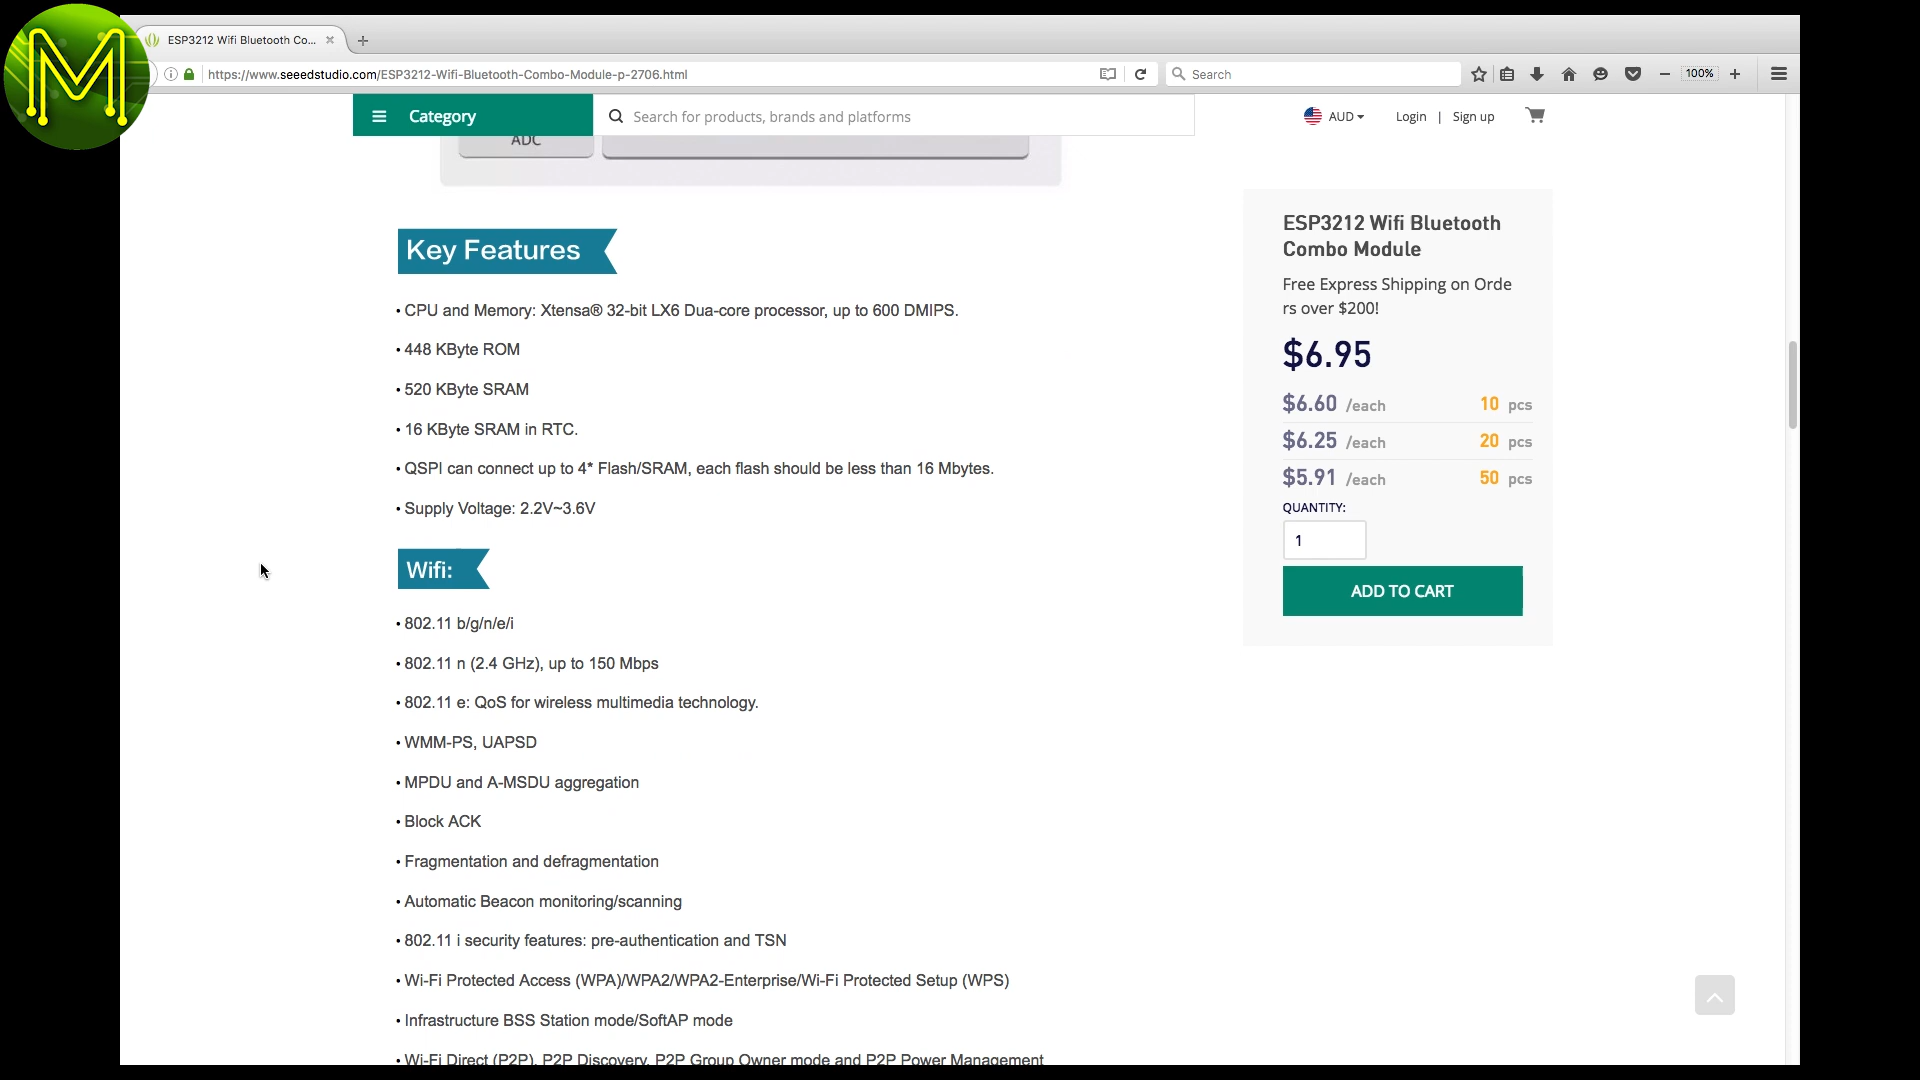 M
ESP3212 Wifi Bluetooth Co...
https://www.seeedstudio.com/ESP3212-Wifi-Bluetooth-Combo-Module-p-2706.html
Search
100%
Category
Search for products, brands and platforms
AUD
Login | Sign up
ADC
Key Features
• CPU and Memory: Xtensa® 32-bit LX6 Dua-core processor, up to 600 DMIPS.
• 448 KByte ROM
• 520 KByte SRAM
• 16 KByte SRAM in RTC.
• QSPI can connect up to 4* Flash/SRAM, each flash should be less than 16 Mbytes.
• Supply Voltage: 2.2V~3.6V
Wifi:
• 802.11 b/g/n/e/i
• 802.11 n (2.4 GHz), up to 150 Mbps
• 802.11 e: QoS for wireless multimedia technology.
• WMM-PS, UAPSD
• MPDU and A-MSDU aggregation
• Block ACK
• Fragmentation and defragmentation
• Automatic Beacon monitoring/scanning
• 802.11 i security features: pre-authentication and TSN
• Wi-Fi Protected Access (WPA)/WPA2/WPA2-Enterprise/Wi-Fi Protected Setup (WPS)
• Infrastructure BSS Station mode/SoftAP mode
• Wi-Fi Direct (P2P), P2P Discovery, P2P Group Owner mode and P2P Power Management
ESP3212 Wifi Bluetooth
Combo Module
Free Express Shipping on Orde
rs over $200!
$6.95
$6.60 /each 10 pcs
$6.25 /each 20 pcs
$5.91 /each 50 pcs
QUANTITY:
1
ADD TO CART